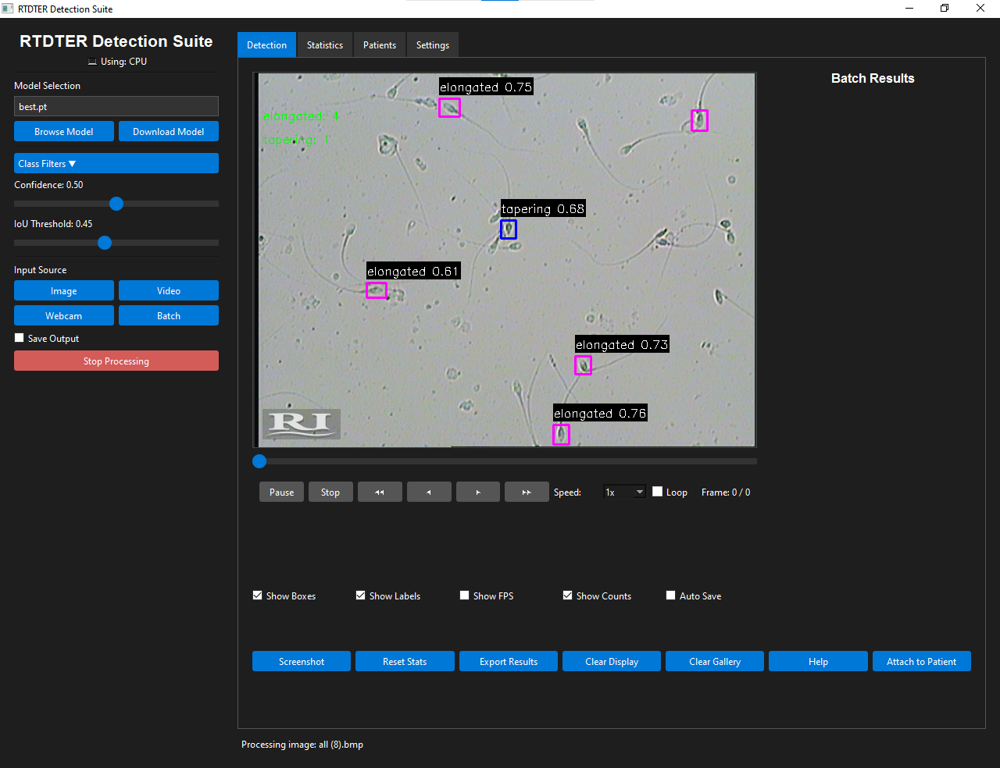 RTDTER Detection Suite
RTDTER Detection Suite
Using: CPU
Model Selection
best.pt
Browse Model Download Model
Class Filters ▼
Confidence: 0.50
IoU Threshold: 0.45
Input Source
Image Video
Webcam Batch
Save Output
Stop Processing
Detection Statistics Patients Settings
elongated 0.75
elongated: 4
tapering: 1
tapering 0.68
elongated 0.61
elongated 0.73
elongated 0.76
RI
Batch Results
Pause Stop Speed: 1x Loop Frame: 0 / 0
Show Boxes Show Labels Show FPS Show Counts Auto Save
Screenshot Reset Stats Export Results Clear Display Clear Gallery Help Attach to Patient
Processing image: all (8).bmp